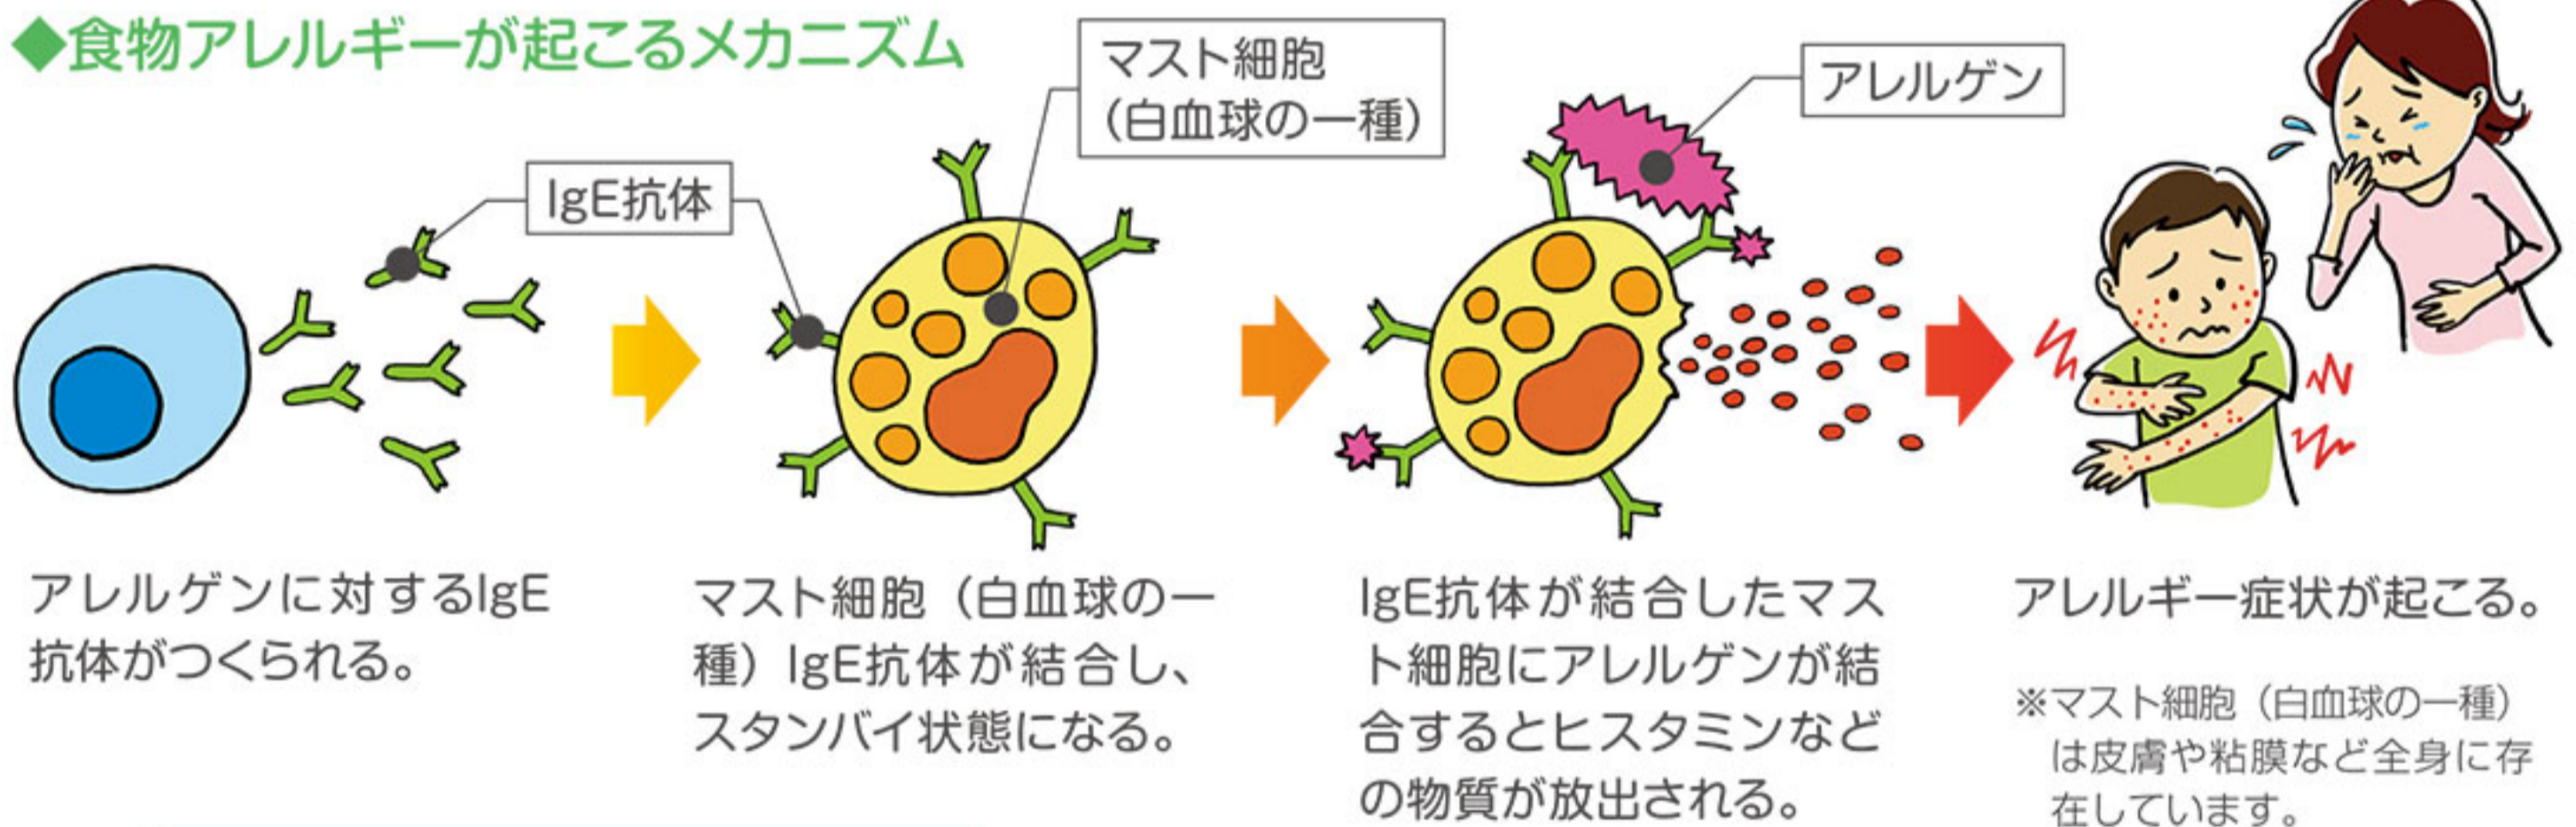 ◆食物アレルギーが起こるメカニズム
マスト細胞
（白血球の一種）
アレルゲン
IgE抗体
アレルゲンに対するIgE
抗体がつくられる。
マスト細胞（白血球の一
種）IgE抗体が結合し、
スタンバイ状態になる。
IgE抗体が結合したマス
ト細胞にアレルゲンが結
合するとヒスタミンなど
の物質が放出される。
アレルギー症状が起こる。
※マスト細胞（白血球の一種）
は皮膚や粘膜など全身に存
在しています。